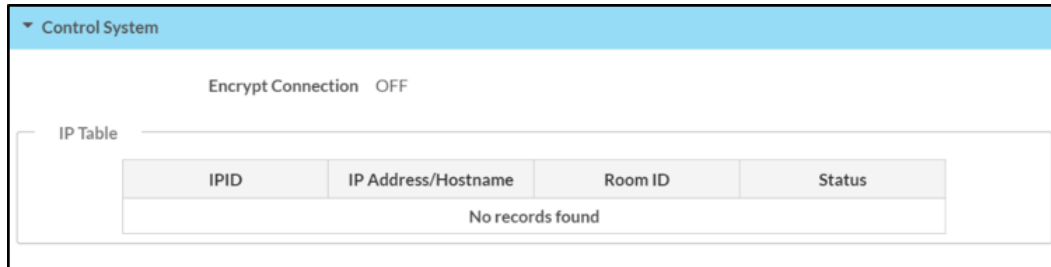 Control System
Encrypt Connection OFF
IP Table
IPID IP Address/Hostname Room ID Status
No records found